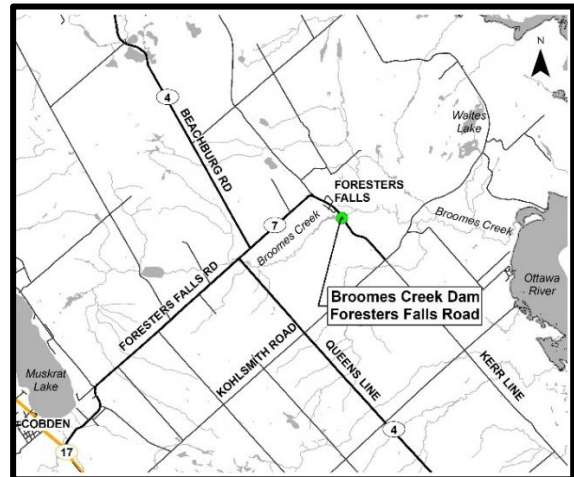 N
4
BEACHBURG RD
Waites
Lake
FORESTERS
FALLS
Broomes Creek
7
Broomes Creek
Ottawa
River
Broomes Creek Dam
Foresters Falls Road
FORESTERS FALLS RD
KOHLSMITH ROAD
QUEENS LINE
KERR LINE
Muskrat
Lake
COBDEN
17
4